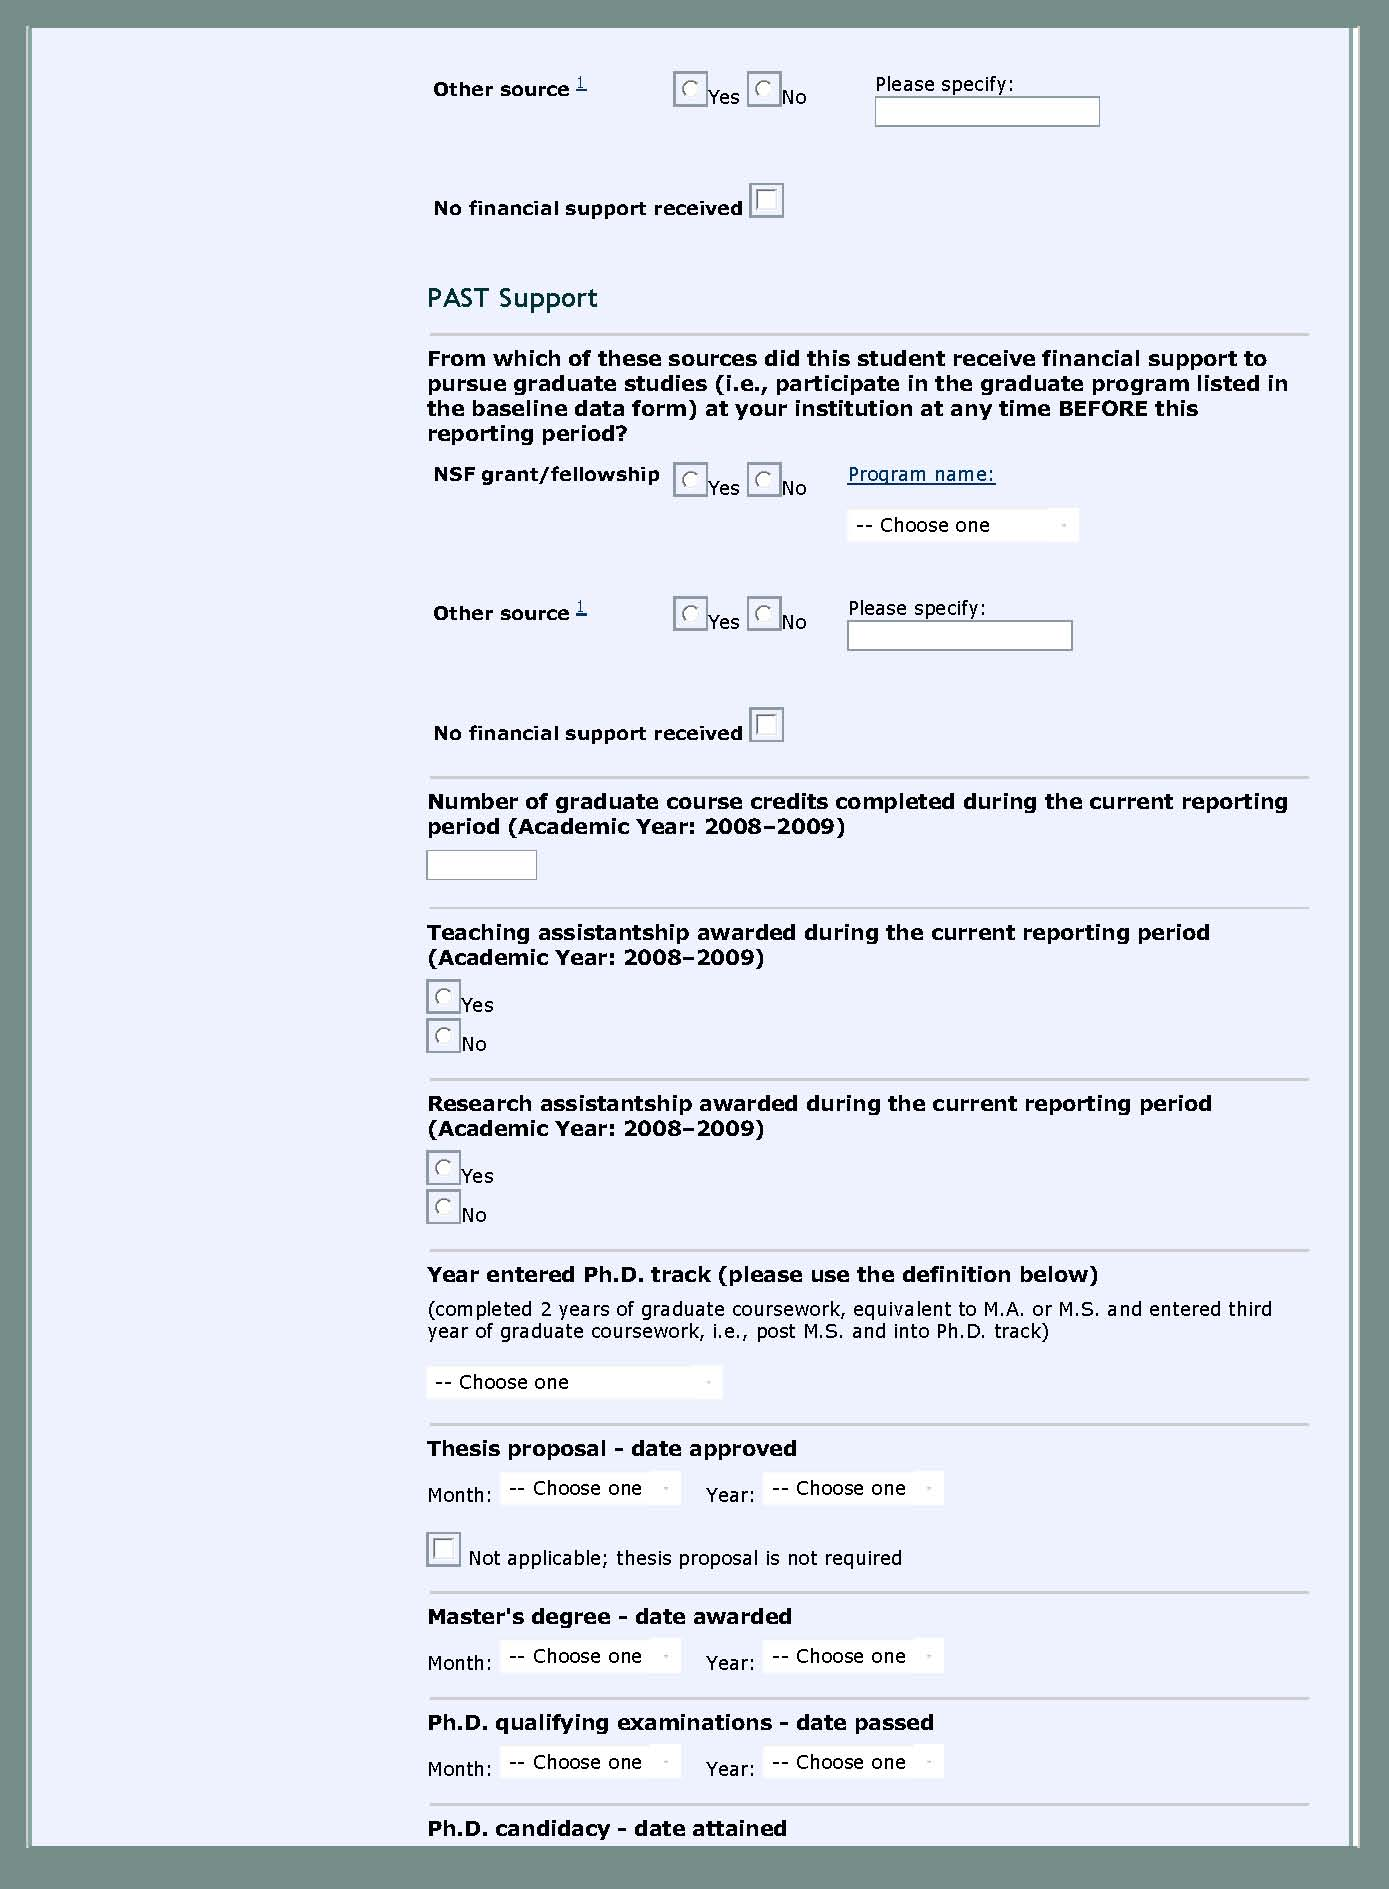 Other source 1 Yes No Please specify:
No financial support received
PAST Support
From which of these sources did this student receive financial support to
pursue graduate studies (i.e., participate in the graduate program listed in
the baseline data form) at your institution at any time BEFORE this
reporting period?
NSF grant/fellowship Yes No Program name:
-- Choose one
Other source 1 Yes No Please specify:
No financial support received
Number of graduate course credits completed during the current reporting
period (Academic Year: 2008–2009)
Teaching assistantship awarded during the current reporting period
(Academic Year: 2008–2009)
Yes
No
Research assistantship awarded during the current reporting period
(Academic Year: 2008–2009)
Yes
No
Year entered Ph.D. track (please use the definition below)
(completed 2 years of graduate coursework, equivalent to M.A. or M.S. and entered third
year of graduate coursework, i.e., post M.S. and into Ph.D. track)
-- Choose one
Thesis proposal - date approved
Month: -- Choose one Year: -- Choose one
Not applicable; thesis proposal is not required
Master's degree - date awarded
Month: -- Choose one Year: -- Choose one
Ph.D. qualifying examinations - date passed
Month: -- Choose one Year: -- Choose one
Ph.D. candidacy - date attained